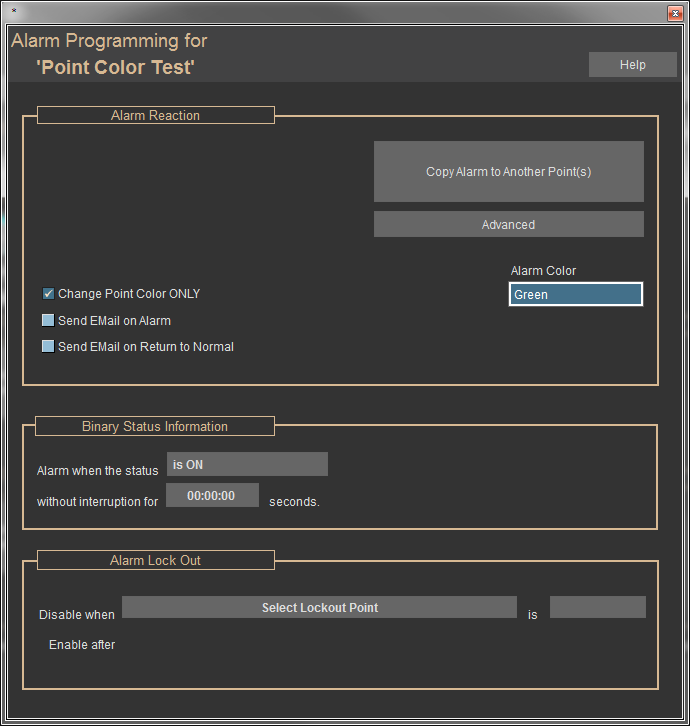 *
Alarm Programming for
'Point Color Test'
Help
Alarm Reaction
Copy Alarm to Another Point(s)
Advanced
Alarm Color
Change Point Color ONLY
Green
Send EMail on Alarm
Send EMail on Return to Normal
Binary Status Information
Alarm when the status is ON
without interruption for 00:00:00 seconds.
Alarm Lock Out
Disable when Select Lockout Point is
Enable after